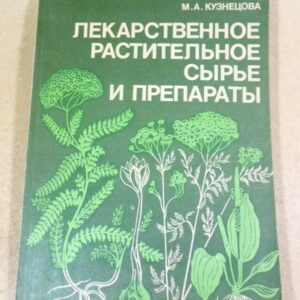 М.А. КУЗНЕЦОВА
ЛЕКАРСТВЕННОЕ
РАСТИТЕЛЬНОЕ
СЫРЬЕ
И ПРЕПАРАТЫ